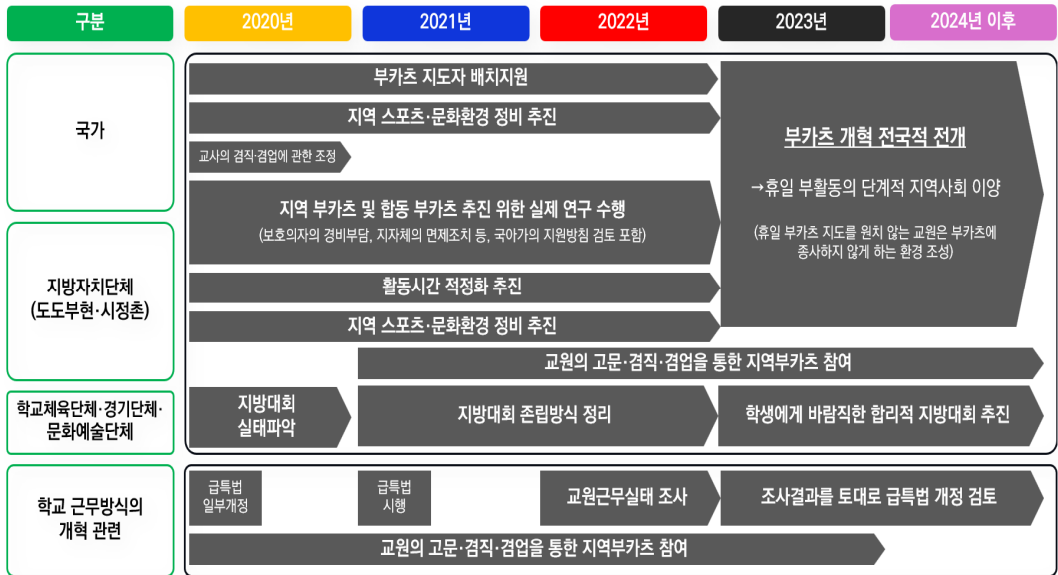 구분
2020년
2021년
2022년
2023년
2024년 이후
국가
부카츠 지도자 배치지원
지역 스포츠·문화환경 정비 추진
교사의 겸직·겸업에 관한 조정
지역 부카츠 및 합동 부카츠 추진 위한 실제 연구 수행
(보호의자의 경비부담, 지자체의 면제조치 등, 국아가의 지원방침 검토 포함)
부카츠 개혁 전국적 전개
→휴일 부활동의 단계적 지역사회 이양
(휴일 부카츠 지도를 원치 않는 교원은 부카츠에
종사하지 않게 하는 환경 조성)
지방자치단체
(도도부현·시정촌)
활동시간 적정화 추진
지역 스포츠·문화환경 정비 추진
교원의 고문·겸직·겸업을 통한 지역부카츠 참여
학교체육단체·경기단체·
문화예술단체
지방대회
실태파악
지방대회 존립방식 정리
학생에게 바람직한 합리적 지방대회 추진
학교 근무방식의
개혁 관련
급특법
일부개정
급특법
시행
교원근무실태 조사
조사결과를 토대로 급특법 개정 검토
교원의 고문·겸직·겸업을 통한 지역부카츠 참여